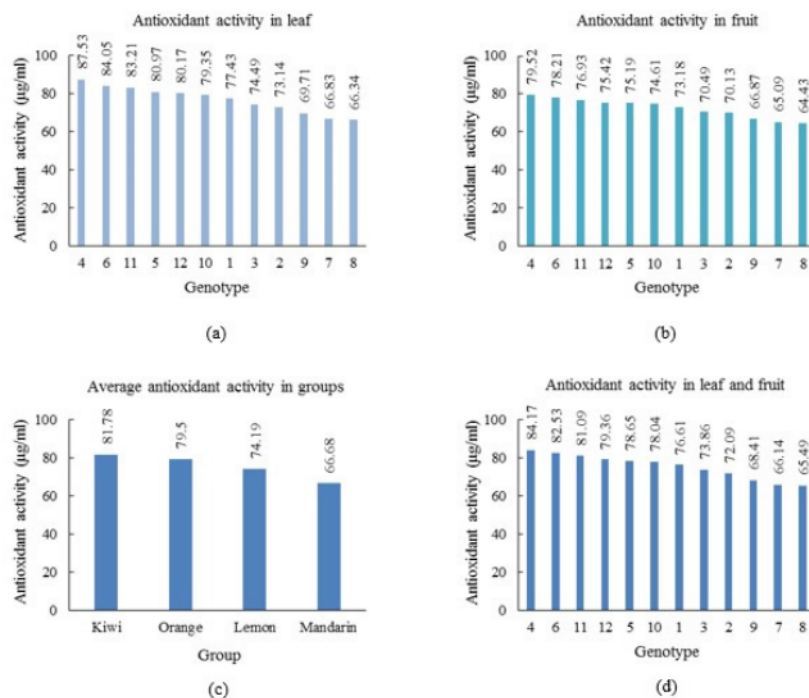 Antioxidant activity in leaf
Antioxidant activity (µg/ml)
100
80
60
40
20
0
87.53 84.05 83.21 80.97 80.17 79.35 77.43 74.49 73.14 69.71 66.83 66.34
4 6 11 5 12 10 1 3 2 9 7 8
Genotype
(a)
Antioxidant activity in fruit
Antioxidant activity (µg/ml)
100
80
60
40
20
0
79.52 78.21 76.93 75.42 75.19 74.61 73.18 70.49 70.13 66.87 65.09 64.43
4 6 11 12 5 10 1 3 2 9 7 8
Genotype
(b)
Average antioxidant activity in groups
Antioxidant activity (µg/ml)
100
80
60
40
20
0
81.78 79.5 74.19 66.68
Kiwi Orange Lemon Mandarin
Group
(c)
Antioxidant activity in leaf and fruit
Antioxidant activity (µg/ml)
100
80
60
40
20
0
84.17 82.53 81.09 79.36 78.65 78.04 76.61 73.86 72.09 68.41 66.14 65.49
4 6 11 12 5 10 1 3 2 9 7 8
Genotype
(d)